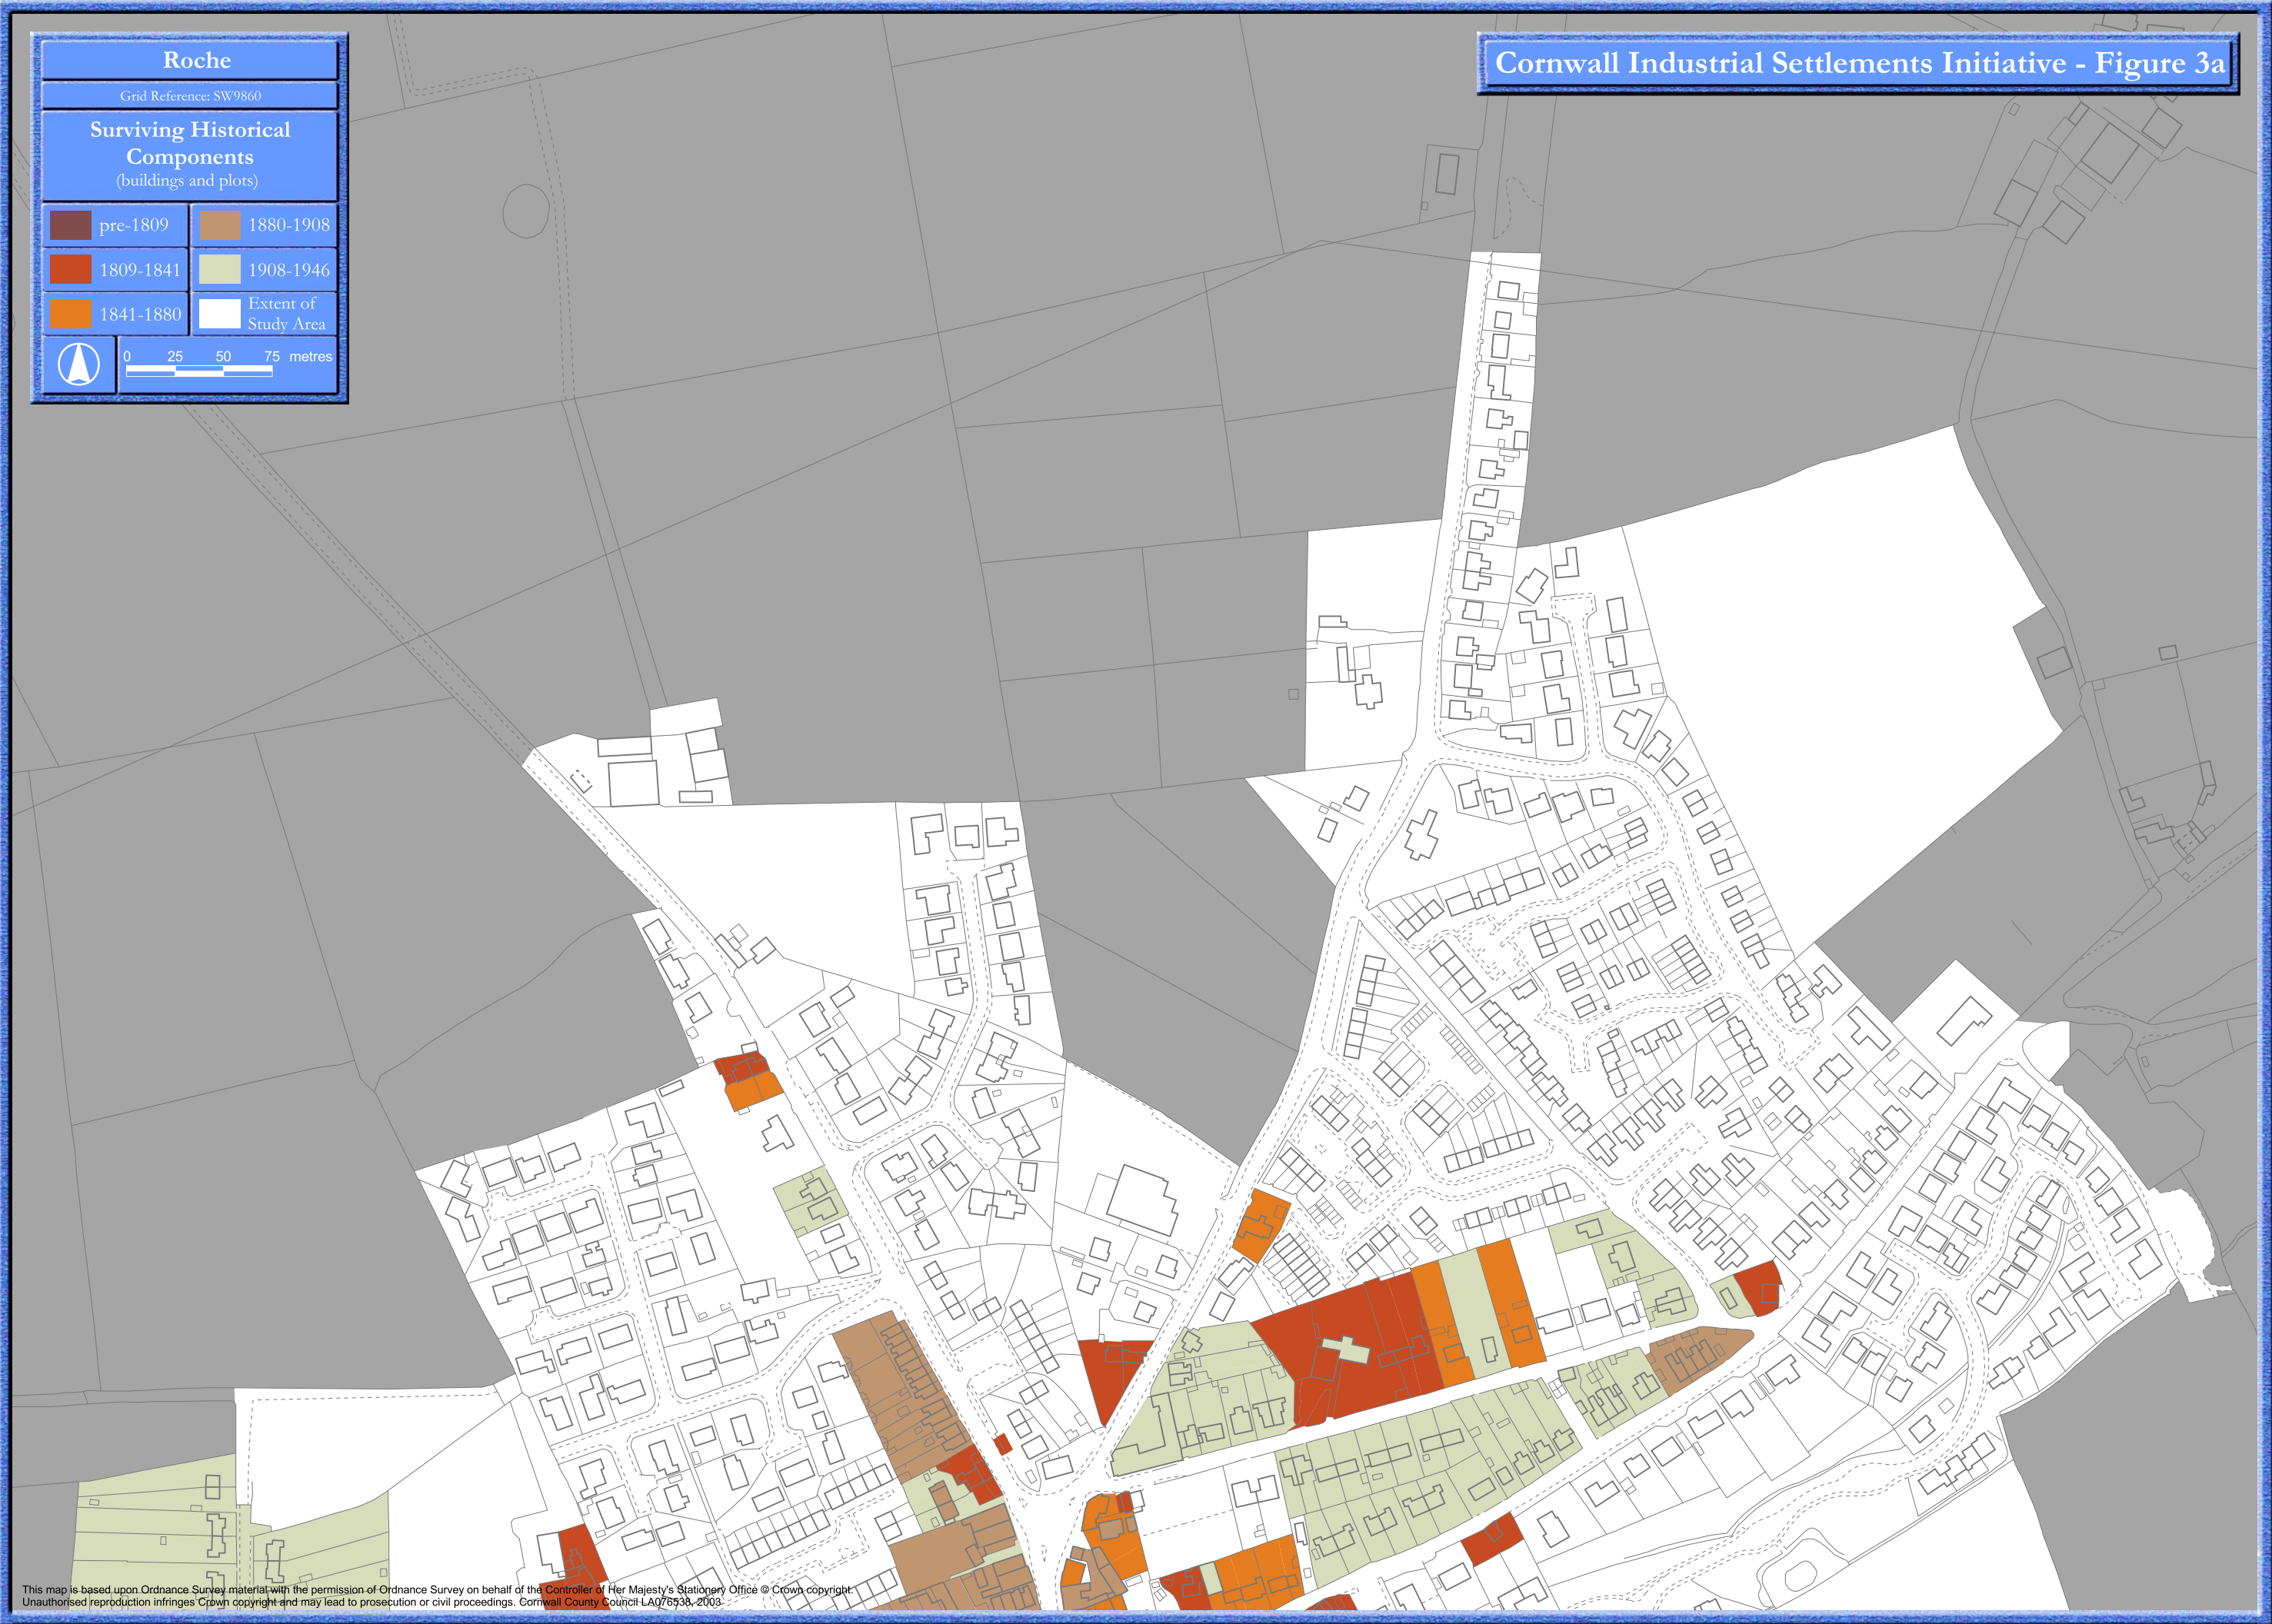 Roche
Grid Reference: SW9860
Surviving Historical
Components
(buildings and plots)
pre-1809
1880-1908
1809-1841
1908-1946
1841-1880
Extent of
Study Area
0 25 50 75 metres
Cornwall Industrial Settlements Initiative - Figure 3a
This map is based upon Ordnance Survey material with the permission of Ordnance Survey on behalf of the Controller of Her Majesty's Stationery Office © Crown copyright.
Unauthorised reproduction infringes Crown copyright and may lead to prosecution or civil proceedings. Cornwall County Council LA076538, 2003